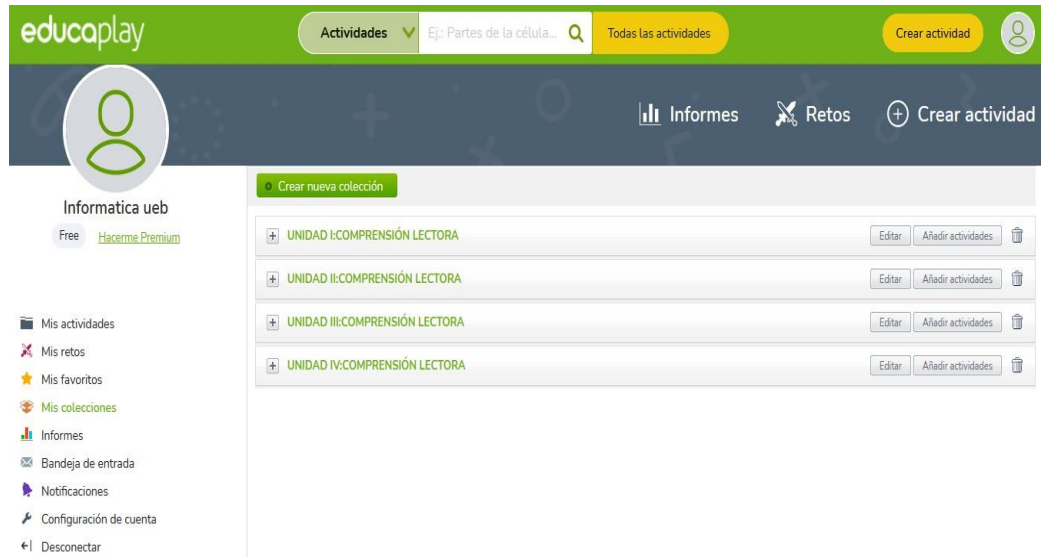 educaplay
Actividades
Ej.: Partes de la célula...
Todas las actividades
Crear actividad
Informes
Retos
Crear actividad
Informatica ueb
Free Hacerme Premium
Mis actividades
Mis retos
Mis favoritos
Mis colecciones
Informes
Bandeja de entrada
Notificaciones
Configuración de cuenta
Desconectar
Crear nueva colección
UNIDAD I:COMPRENSIÓN LECTORA Editar Añadir actividades
UNIDAD II:COMPRENSIÓN LECTORA Editar Añadir actividades
UNIDAD III:COMPRENSIÓN LECTORA Editar Añadir actividades
UNIDAD IV:COMPRENSIÓN LECTORA Editar Añadir actividades